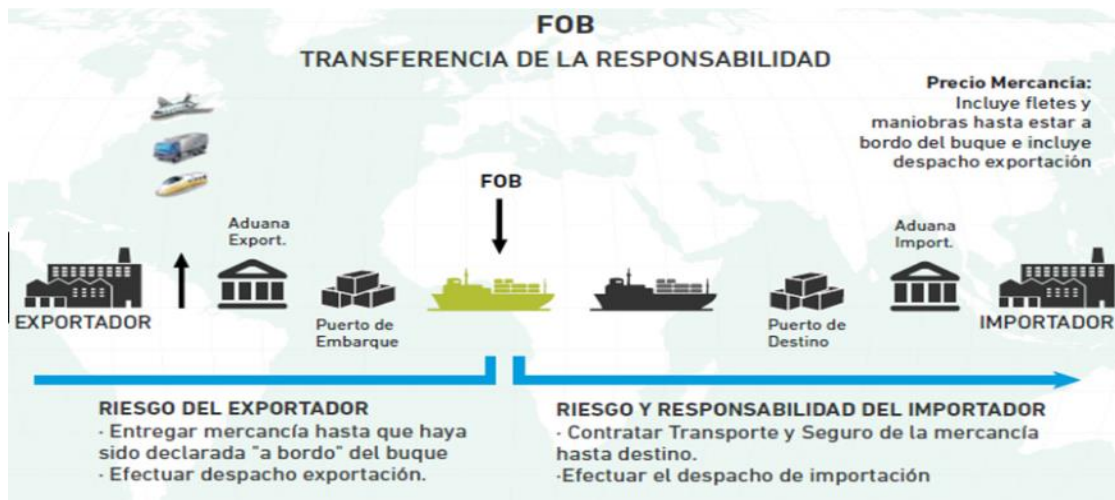 FOB
TRANSFERENCIA DE LA RESPONSABILIDAD
Precio Mercancia:
Incluye fletes y
maniobras hasta estar a
bordo del buque e incluye
despacho exportación
FOB
Aduana
Export.
Aduana
Import.
EXPORTADOR
Puerto de
Embarque
Puerto de
Destino
IMPORTADOR
RIESGO DEL EXPORTADOR
· Entregar mercancía hasta que haya
sido declarada "a bordo" del buque
· Efectuar despacho exportación.
RIESGO Y RESPONSABILIDAD DEL IMPORTADOR
· Contratar Transporte y Seguro de la mercancía
hasta destino.
·Efectuar el despacho de importación